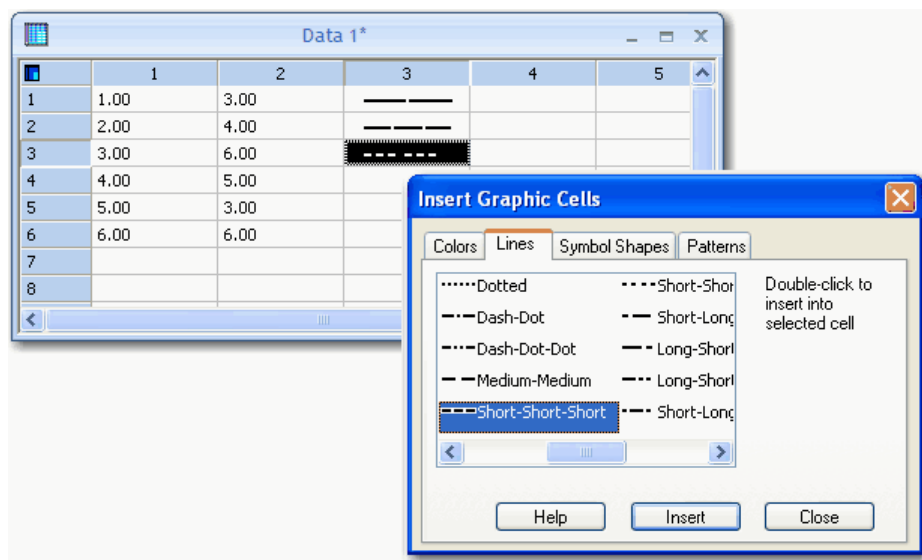 Data 1*
1 2 3 4 5
1 1.00 3.00
2 2.00 4.00
3 3.00 6.00
4 4.00 5.00
5 5.00 3.00
6 6.00 6.00
7
8
Insert Graphic Cells
Colors Lines Symbol Shapes Patterns
Dotted Short-Shor
Dash-Dot Short-Long
Dash-Dot-Dot Long-Short
Medium-Medium Long-Short
Short-Short-Short Short-Long
Double-click to
insert into
selected cell
Help Insert Close